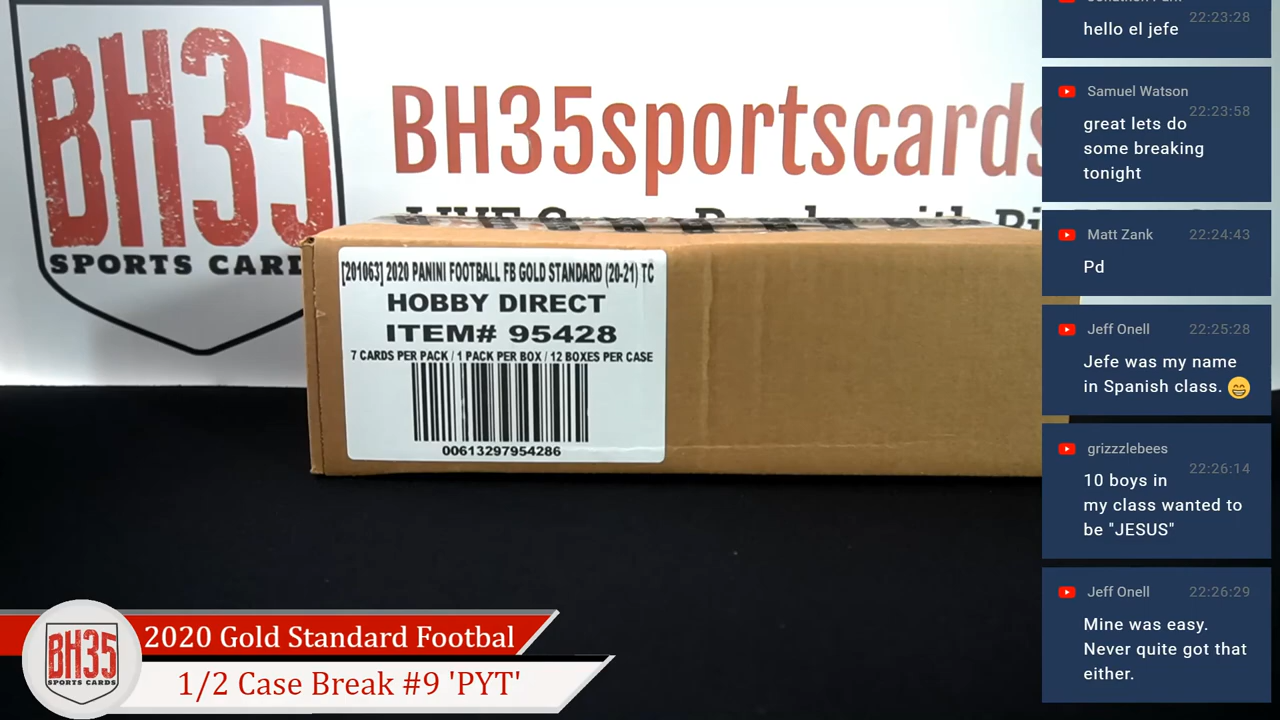 BH35
SPORTS CARD
BH35sportscards
[201063] 2020 PANINI FOOTBALL FB GOLD STANDARD (20-21) TC
HOBBY DIRECT
ITEM# 95428
7 CARDS PER PACK / 1 PACK PER BOX / 12 BOXES PER CASE
00613297954286
22:23:28
hello el jefe
Samuel Watson
22:23:58
great lets do
some breaking
tonight
Matt Zank 22:24:43
Pd
Jeff Onell 22:25:28
Jefe was my name
in Spanish class. 😄
grizzzlebees
22:26:14
10 boys in
my class wanted to
be "JESUS"
Jeff Onell 22:26:29
Mine was easy.
Never quite got that
either.
BH35
SPORTS CARDS
2020 Gold Standard Footbal
1/2 Case Break #9 'PYT'